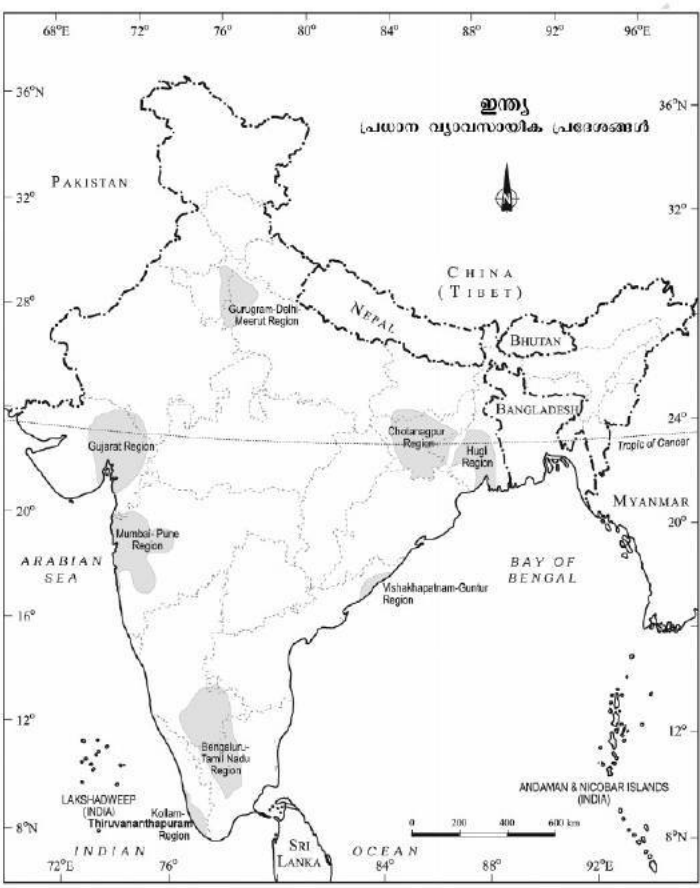 68°E 72° 76° 80° 84° 88° 92° 96°E
36°N
ഇന്ത്യ
പ്രധാന വ്യാവസായിക പ്രദേശങ്ങൾ
36°N
PAKISTAN
N
32°
32°
CHINA
(TIBET)
28°
28°
Gurugram-Delhi-
Meerut Region
NEPAL
BHUTAN
BANGLADESH
24°
24°
Tropic of Cancer
Gujarat Region
Chotanagpur
Region
Hugli
Region
MYANMAR
20°
20°
Mumbai- Pune
Region
ARABIAN
SEA
BAY OF
BENGAL
Vishakhapatnam-Guntur
Region
16°
12°
12°
Bengaluru-
Tamil Nadu
Region
LAKSHADWEEP
(INDIA)
ANDAMAN & NICOBAR ISLANDS
(INDIA)
Kollam-
Thiruvananthapuram
Region
0 200 400 600 km
8°N
8°N
INDIAN
SRI
LANKA
OCEAN
72°E 76° 88° 92°E